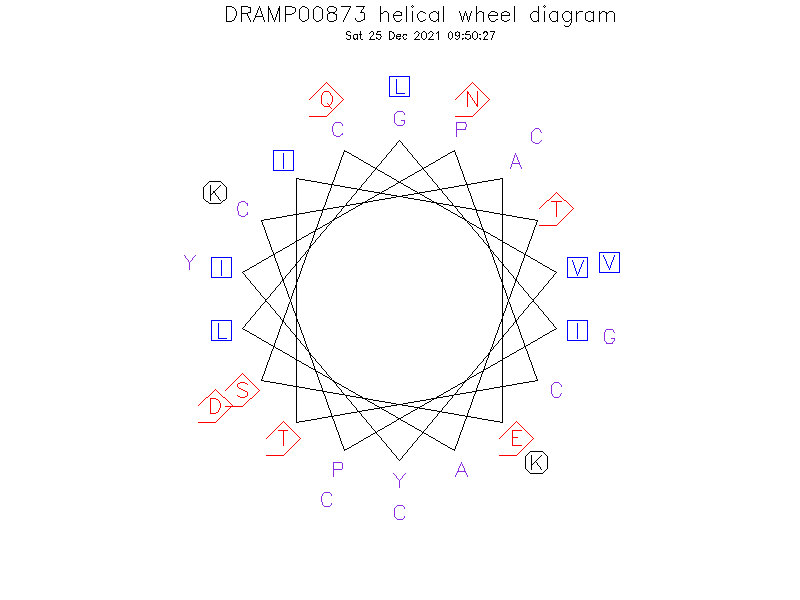 DRAMP00873 helical wheel diagram
Sat 25 Dec 2021 09:50:27
L
Q N
G
C P C
I A
K
C T
Y I V V
L I G
D S C
T E
K
P A
C Y
C